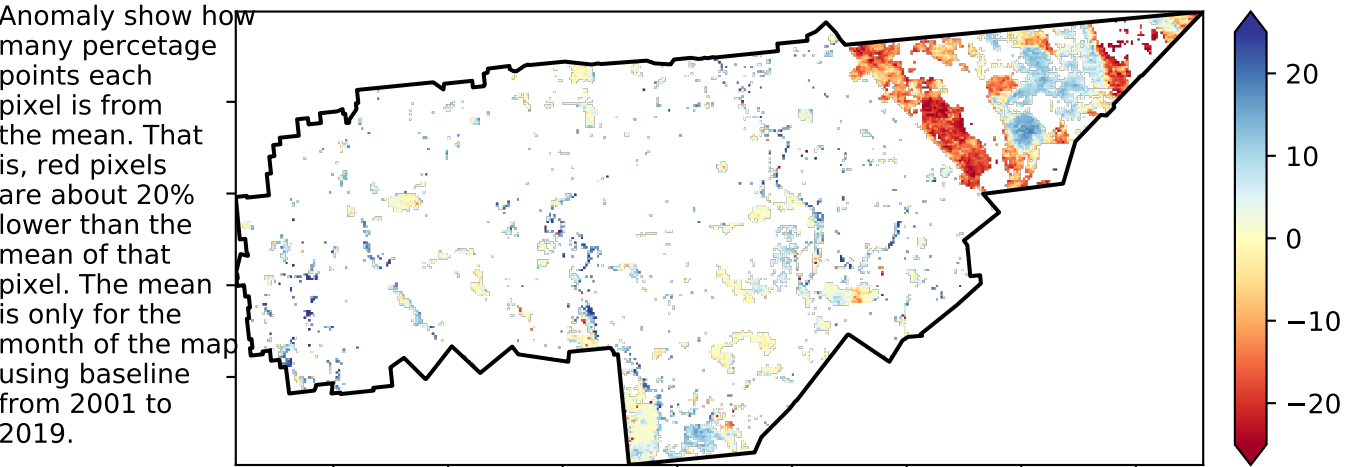 Anomaly show how
many percetage
points each
pixel is from
the mean. That
is, red pixels
are about 20%
lower than the
mean of that
pixel. The mean
is only for the
month of the map
using baseline
from 2001 to
2019.
20
10
0
−10
−20